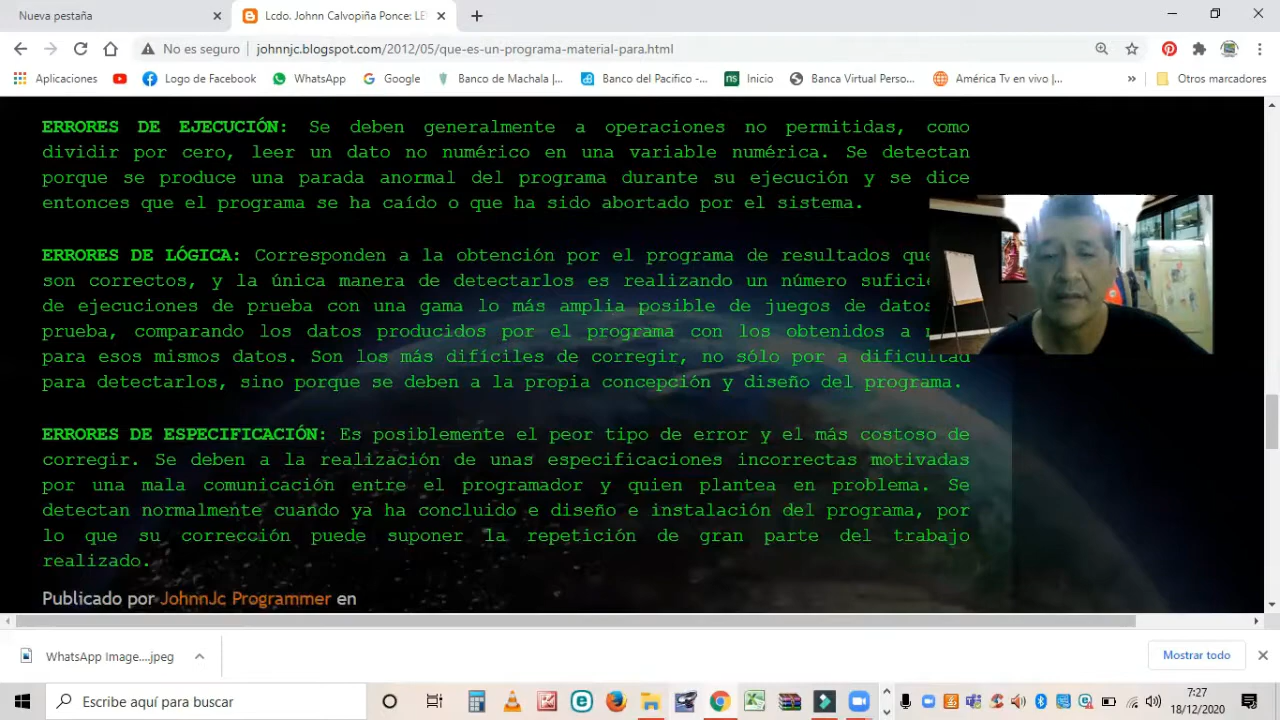 Nueva pestaña
Lcdo. Johnn Calvopiña Ponce: LE
No es seguro johnnjc.blogspot.com/2012/05/que-es-un-programa-material-para.html
Aplicaciones Logo de Facebook WhatsApp Google Banco de Machala |... Banco del Pacifico -... ns Inicio Banca Virtual Perso... América Tv en vivo |... » Otros marcadores
ERRORES DE EJECUCIÓN: Se deben generalmente a operaciones no permitidas, como
dividir por cero, leer un dato no numérico en una variable numérica. Se detectan
porque se produce una parada anormal del programa durante su ejecución y se dice
entonces que el programa se ha caído o que ha sido abortado por el sistema.
ERRORES DE LÓGICA: Corresponden a la obtención por el programa de resultados que
son correctos, y la única manera de detectarlos es realizando un número
de ejecuciones de prueba con una gama lo más amplia posible de juegos de datos
prueba, comparando los datos producidos por el programa con los obtenidos a
para esos mismos datos. Son los más difíciles de corregir, no sólo por a dificultad
para detectarlos, sino porque se deben a la propia concepción y diseño del programa.
ERRORES DE ESPECIFICACIÓN: Es posiblemente el peor tipo de error y el más costoso de
corregir. Se deben a la realización de unas especificaciones incorrectas motivadas
por una mala comunicación entre el programador y quien plantea en problema. Se
detectan normalmente cuando ya ha concluido e diseño e instalación del programa, por
lo que su corrección puede suponer la repetición de gran parte del trabajo
realizado.
Publicado por JohnnJc Programmer en
WhatsApp Image....jpeg
Mostrar todo
Escribe aquí para buscar
7:27
18/12/2020